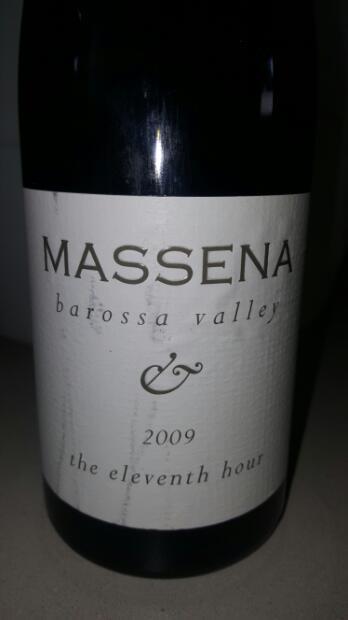 MASSENA
barossa valley
&
2009
the eleventh hour